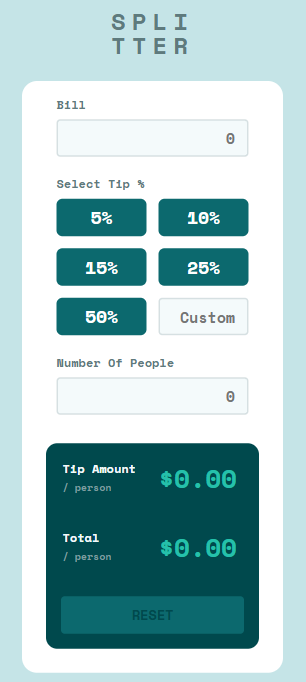 SPLI
TTER
Bill
0
Select Tip %
5% 10%
15% 25%
50% Custom
Number Of People
0
Tip Amount
/ person
$0.00
Total
/ person
$0.00
RESET